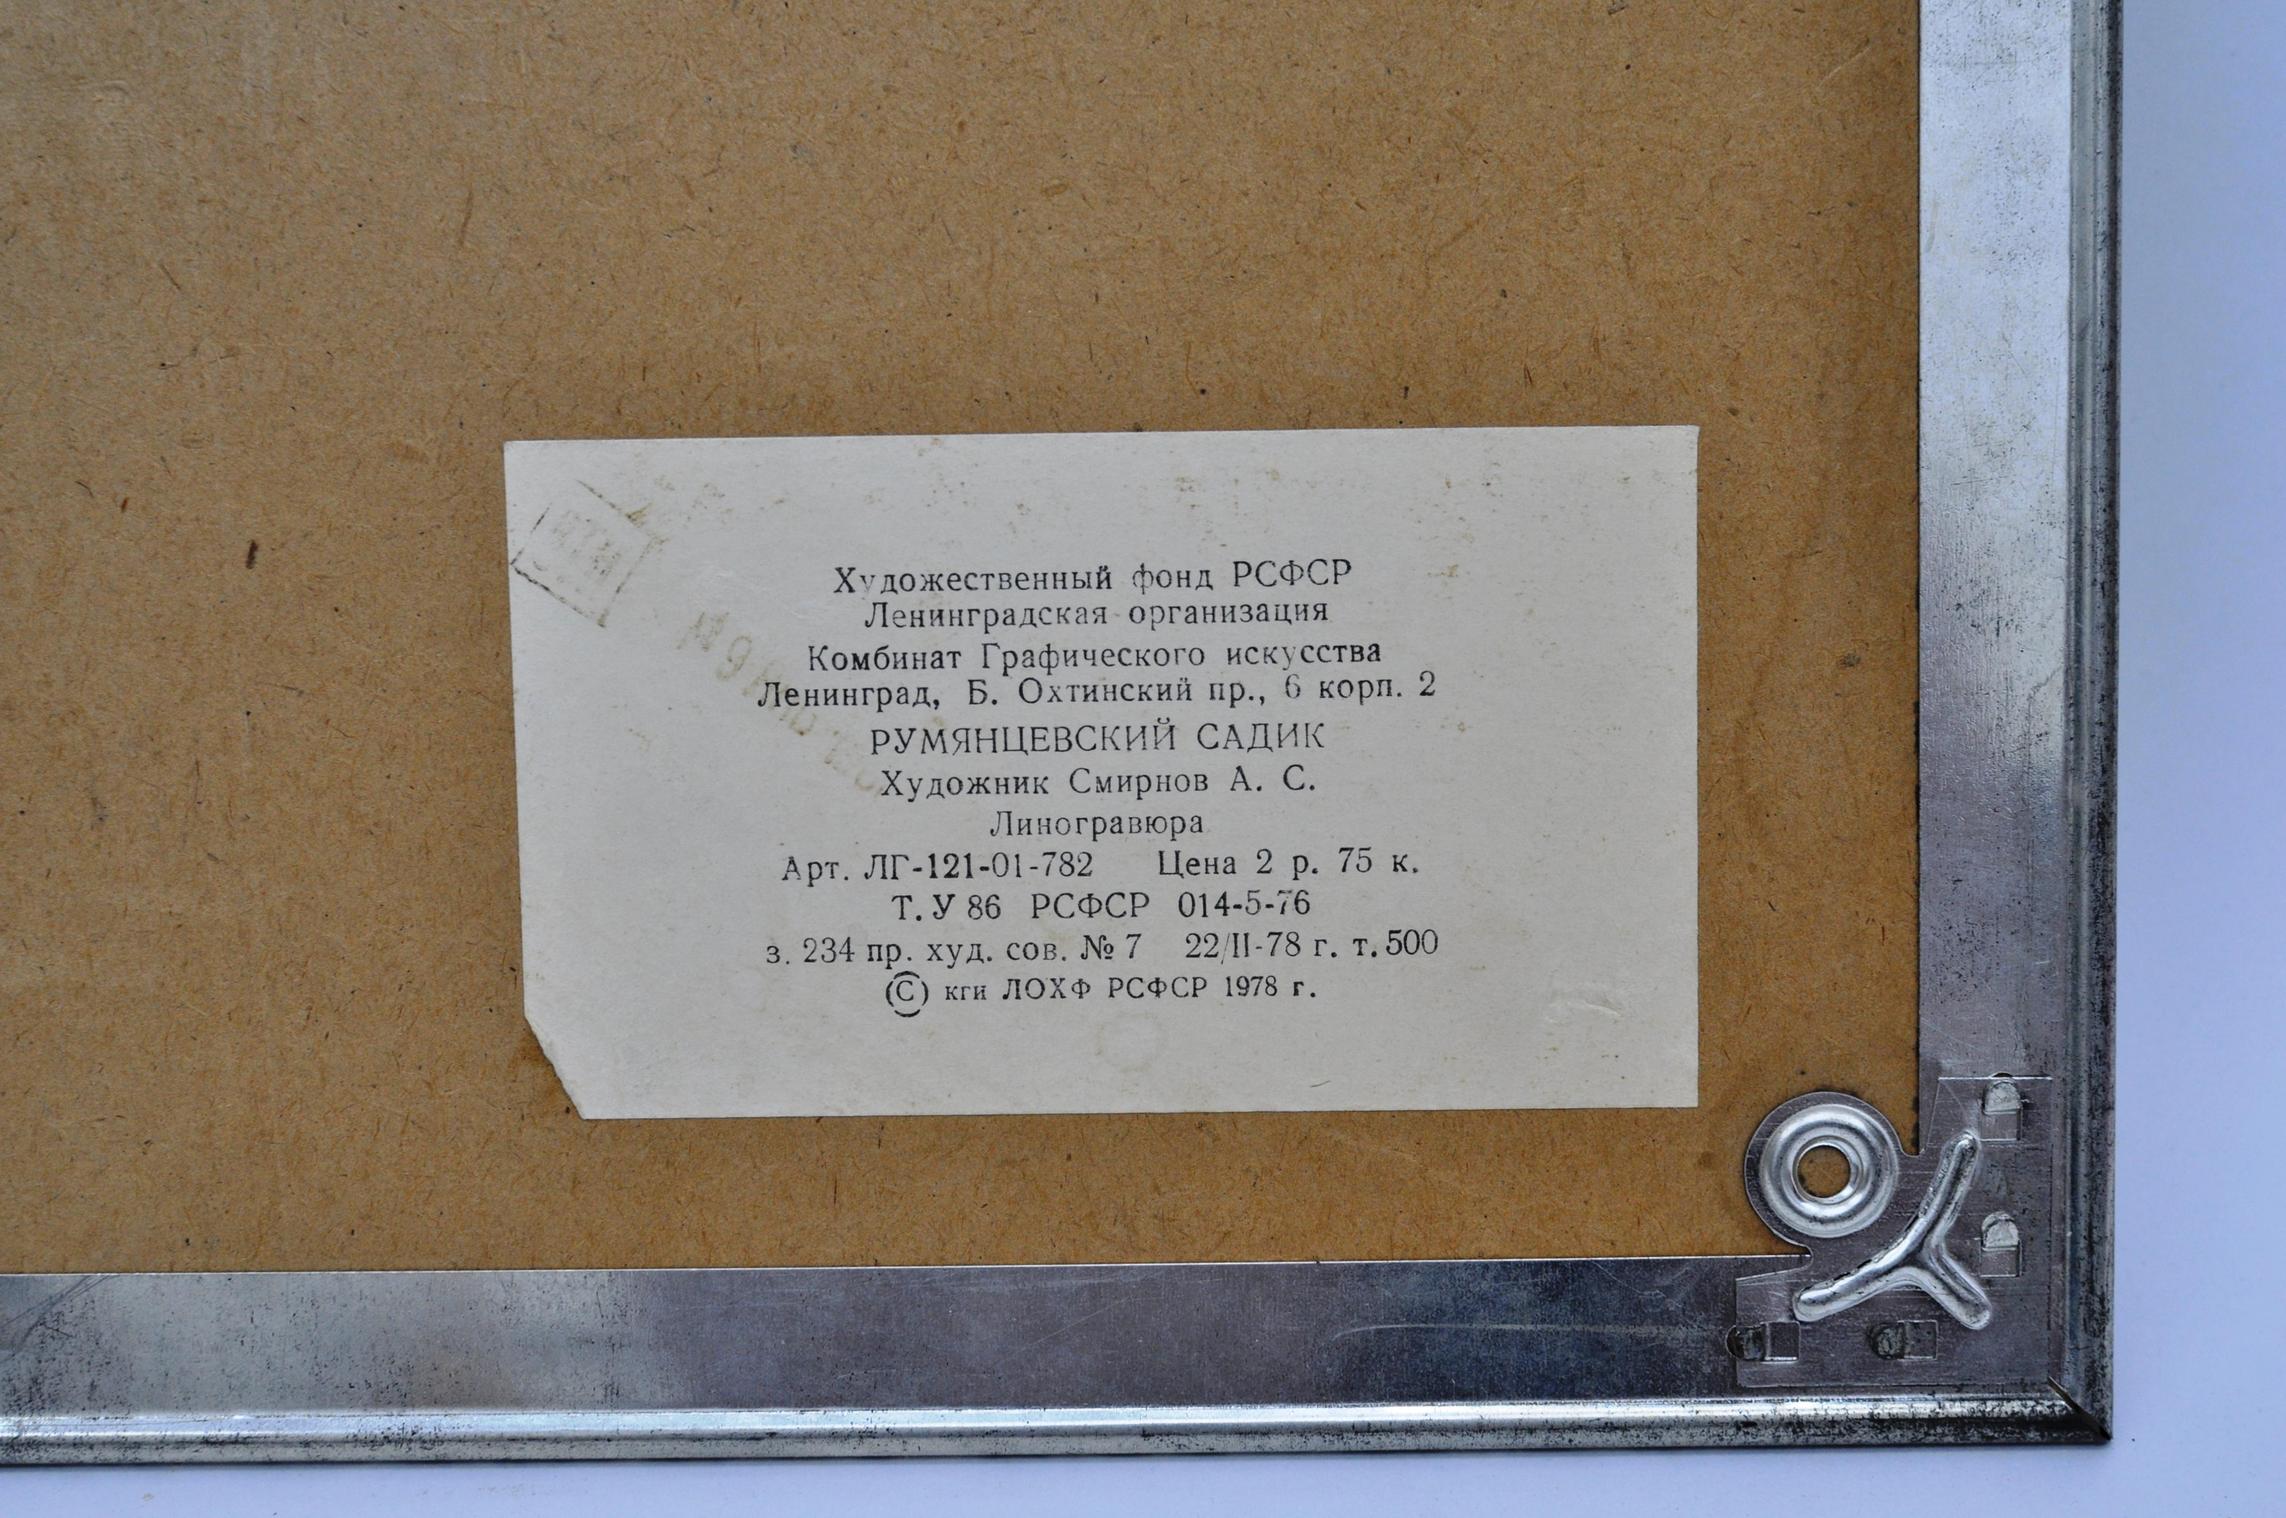 Художественный фонд РСФСР
Ленинградская организация
Комбинат Графического искусства
Ленинград, Б. Охтинский пр., 6 корп. 2
РУМЯНЦЕВСКИЙ САДИК
Художник Смирнов А. С.
Линогравюра
Арт. ЛГ-121-01-782 Цена 2 р. 75 к.
Т. У 86 РСФСР 014-5-76
з. 234 пр. худ. сов. № 7 22/II-78 г. т. 500
(С) кги ЛОХФ РСФСР 1978 г.